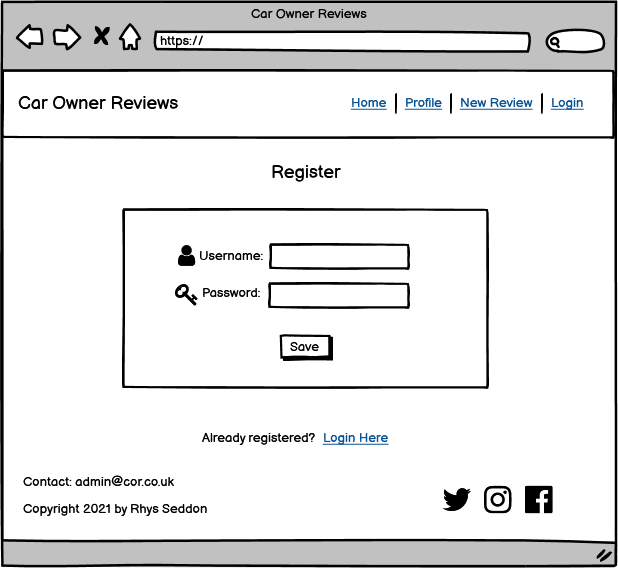 Car Owner Reviews
https://
Car Owner Reviews
Home | Profile | New Review | Login
Register
Username:
Password:
Save
Already registered? Login Here
Contact: admin@cor.co.uk
Copyright 2021 by Rhys Seddon